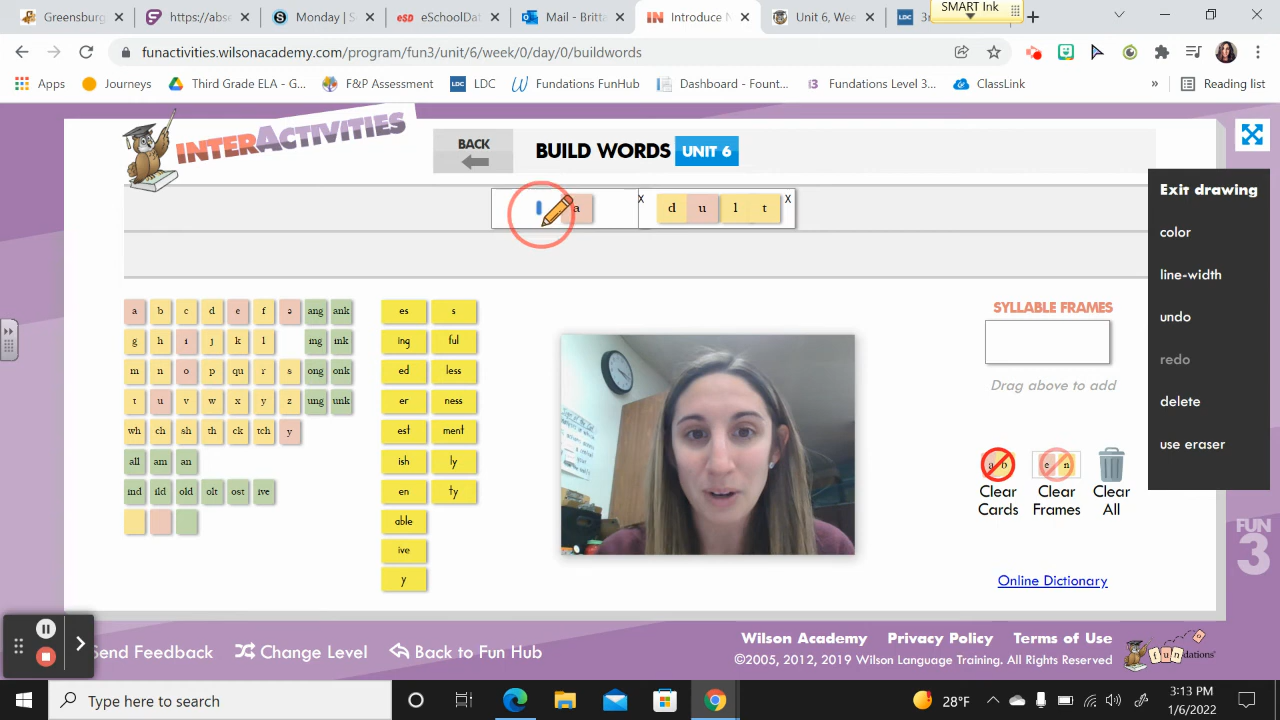 SMART Ink
Greensburg
https://cabse
Monday | S
eSchoolDat
Mail - Britta
Introduce N
Unit 6, Wee
3r
funactivities.wilsonacademy.com/program/fun3/unit/6/week/0/day/0/buildwords
Apps Journeys Third Grade ELA - G... F&P Assessment LDC Fundations FunHub Dashboard - Fount... Fundations Level 3... ClassLink » Reading list
INTERACTIVITIES
BACK
BUILD WORDS UNIT 6
Exit drawing
color
line-width
undo
redo
delete
use eraser
a x d u l t x
a b c d e f ə ang ank
g h i j k l ing ink
m n o p qu r s ong onk
t u v w x y z ung unk
wh ch sh th ck tch y
all am an
ind ild old olt ost ive
es s
ing ful
ed less
er ness
est ment
ish ly
en ty
able
ive
y
SYLLABLE FRAMES
Drag above to add
a b
e n
Clear Cards
Clear Frames
Clear All
Online Dictionary
FUN
3
Send Feedback Change Level Back to Fun Hub
Wilson Academy Privacy Policy Terms of Use
©2005, 2012, 2019 Wilson Language Training. All Rights Reserved
fundations
Type here to search
28°F
3:13 PM
1/6/2022